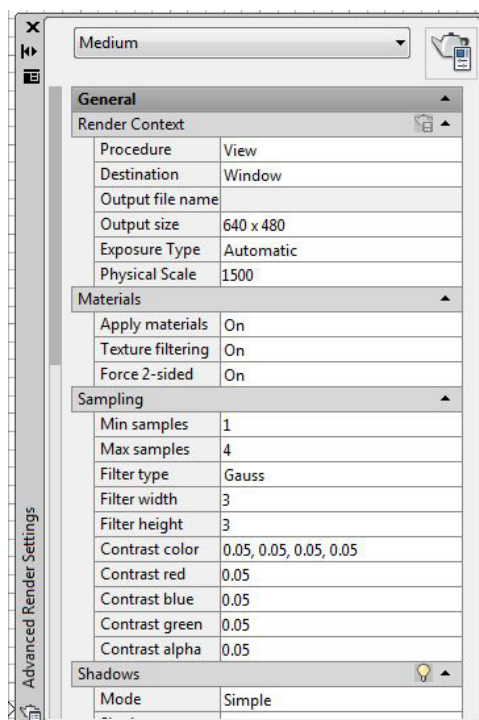 Medium
General
Render Context
Procedure View
Destination Window
Output file name
Output size 640 x 480
Exposure Type Automatic
Physical Scale 1500
Materials
Apply materials On
Texture filtering On
Force 2-sided On
Sampling
Min samples 1
Max samples 4
Filter type Gauss
Filter width 3
Filter height 3
Contrast color 0.05, 0.05, 0.05, 0.05
Contrast red 0.05
Contrast blue 0.05
Contrast green 0.05
Contrast alpha 0.05
Shadows
Mode Simple
Advanced Render Settings